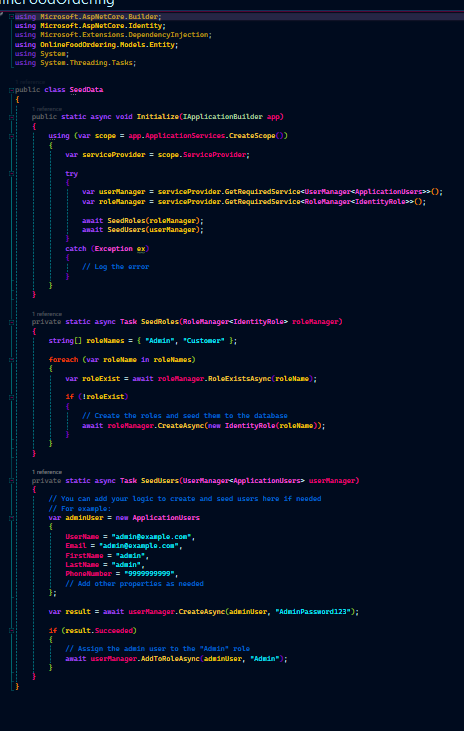 using Microsoft.AspNetCore.Builder;
using Microsoft.AspNetCore.Identity;
using Microsoft.Extensions.DependencyInjection;
using OnlineFoodOrdering.Models.Entity;
using System;
using System.Threading.Tasks;
public class SeedData
{
1 reference
public static async void Initialize(IApplicationBuilder app)
{
using (var scope = app.ApplicationServices.CreateScope())
{
var serviceProvider = scope.ServiceProvider;
try
{
var userManager = serviceProvider.GetRequiredService<UserManager<ApplicationUsers>>();
var roleManager = serviceProvider.GetRequiredService<RoleManager<IdentityRole>>();
await SeedRoles(roleManager);
await SeedUsers(userManager);
}
catch (Exception ex)
{
// Log the error
}
}
}
1 reference
private static async Task SeedRoles(RoleManager<IdentityRole> roleManager)
{
string[] roleNames = { "Admin", "Customer" };
foreach (var roleName in roleNames)
{
var roleExist = await roleManager.RoleExistsAsync(roleName);
if (!roleExist)
{
// Create the roles and seed them to the database
await roleManager.CreateAsync(new IdentityRole(roleName));
}
}
}
1 reference
private static async Task SeedUsers(UserManager<ApplicationUsers> userManager)
{
// You can add your logic to create and seed users here if needed
// For example:
var adminUser = new ApplicationUsers
{
UserName = "admin@example.com",
Email = "admin@example.com",
FirstName = "admin",
LastName = "admin",
PhoneNumber = "9999999999",
// Add other properties as needed
};
var result = await userManager.CreateAsync(adminUser, "AdminPassword123");
if (result.Succeeded)
{
// Assign the admin user to the "Admin" role
await userManager.AddToRoleAsync(adminUser, "Admin");
}
}
}